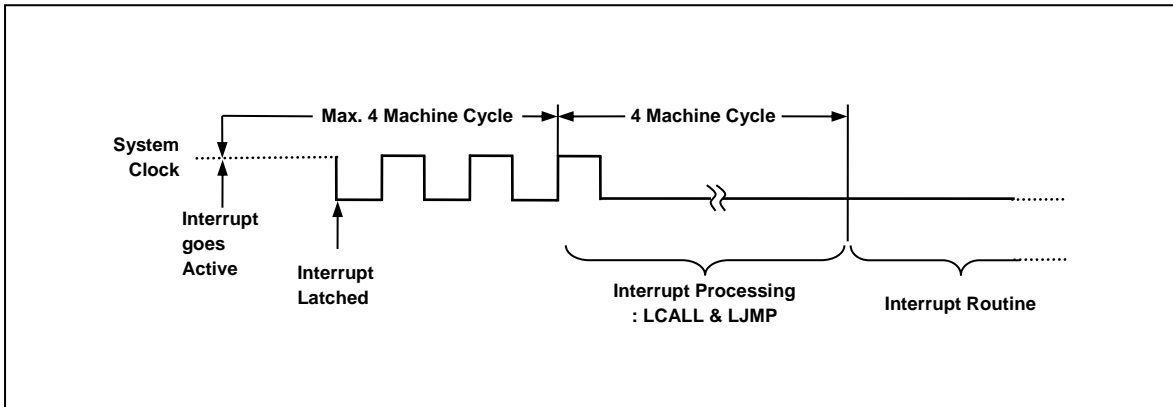 Max. 4 Machine Cycle
4 Machine Cycle
System
Clock
Interrupt
goes
Active
Interrupt
Latched
Interrupt Processing
: LCALL & LJMP
Interrupt Routine